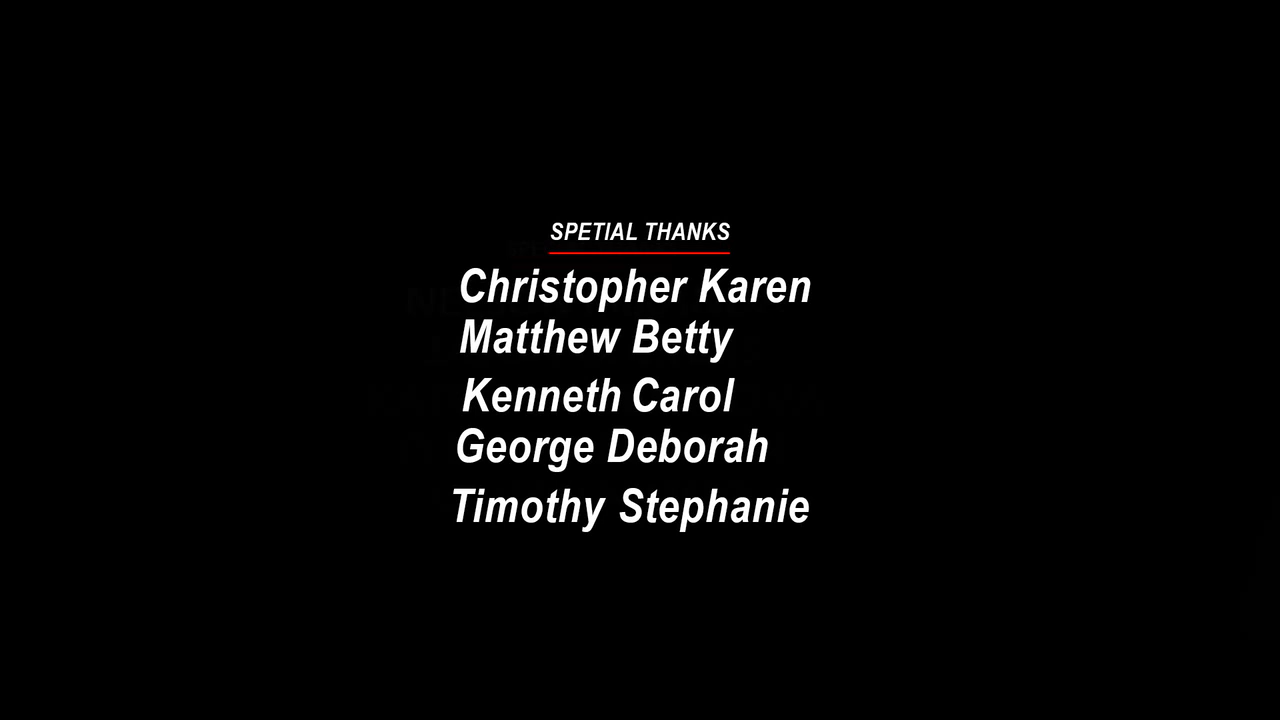 SPETIAL THANKS
Christopher Karen
Matthew Betty
Kenneth Carol
George Deborah
Timothy Stephanie